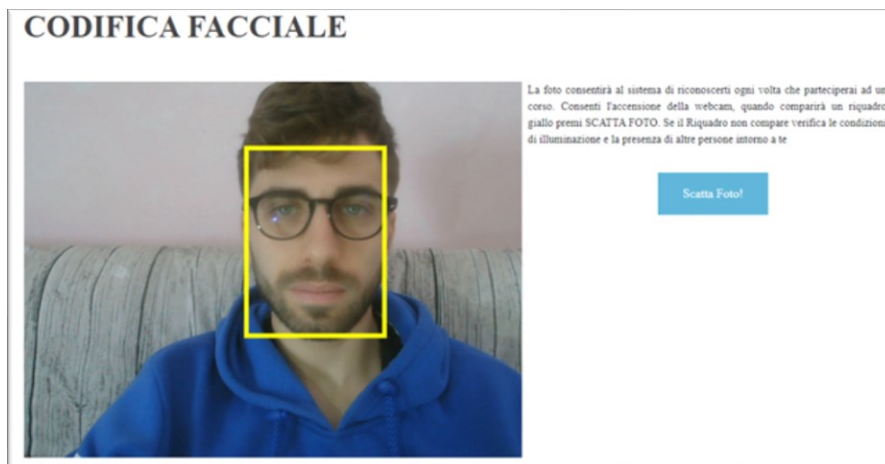 CODIFICA FACCIALE
La foto consentirà al sistema di riconoscerti ogni volta che parteciperai ad un
corso. Consenti l'accensione della webcam, quando comparirà un riquadro
giallo premi SCATTA FOTO. Se il Riquadro non compare verifica le condizioni
di illuminazione e la presenza di altre persone intorno a te
Scatta Foto!